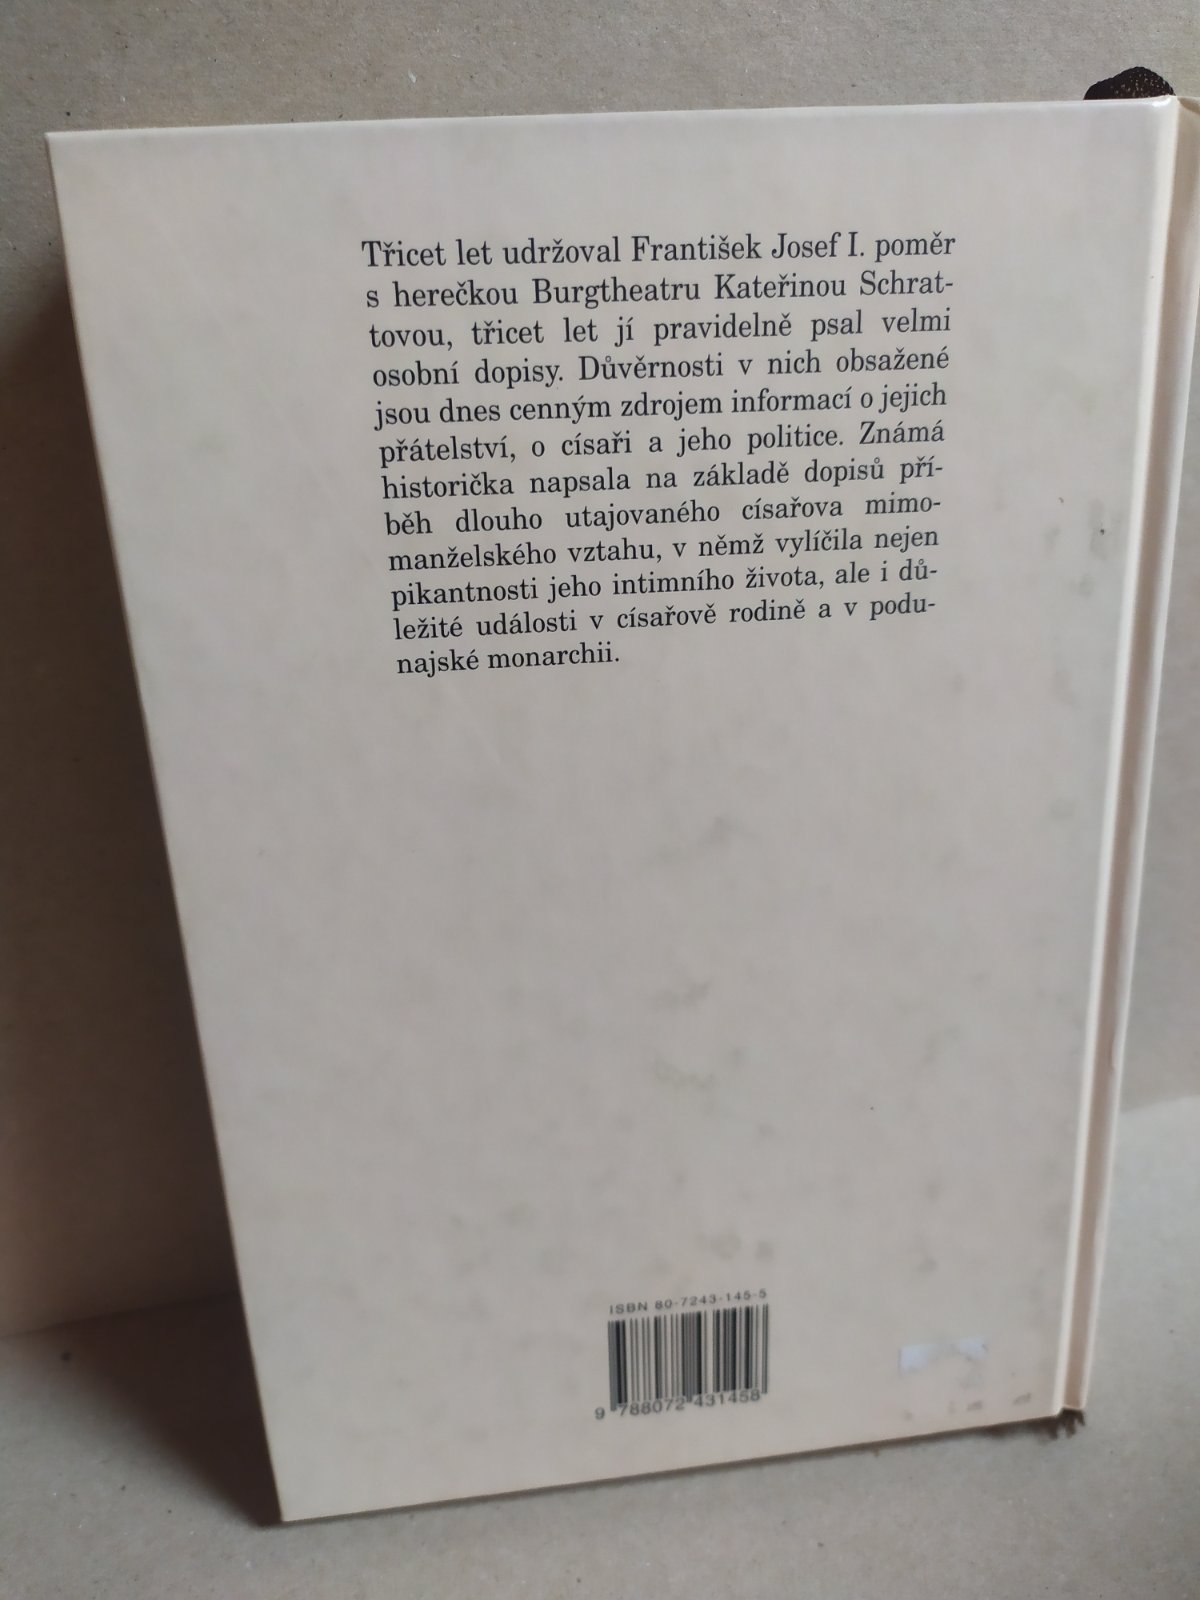 Třicet let udržoval František Josef I. poměr
s herečkou Burgtheatru Kateřinou Schrat-
tovou, třicet let jí pravidelně psal velmi
osobní dopisy. Důvěrnosti v nich obsažené
jsou dnes cenným zdrojem informací o jejich
přátelství, o císaři a jeho politice. Známá
historička napsala na základě dopisů pří-
běh dlouho utajovaného císařova mimo-
manželského vztahu, v němž vylíčila nejen
pikantnosti jeho intimního života, ale i dů-
ležité události v císařově rodině a v podu-
najské monarchii.
ISBN 80-7243-145-5
9 788072 431458